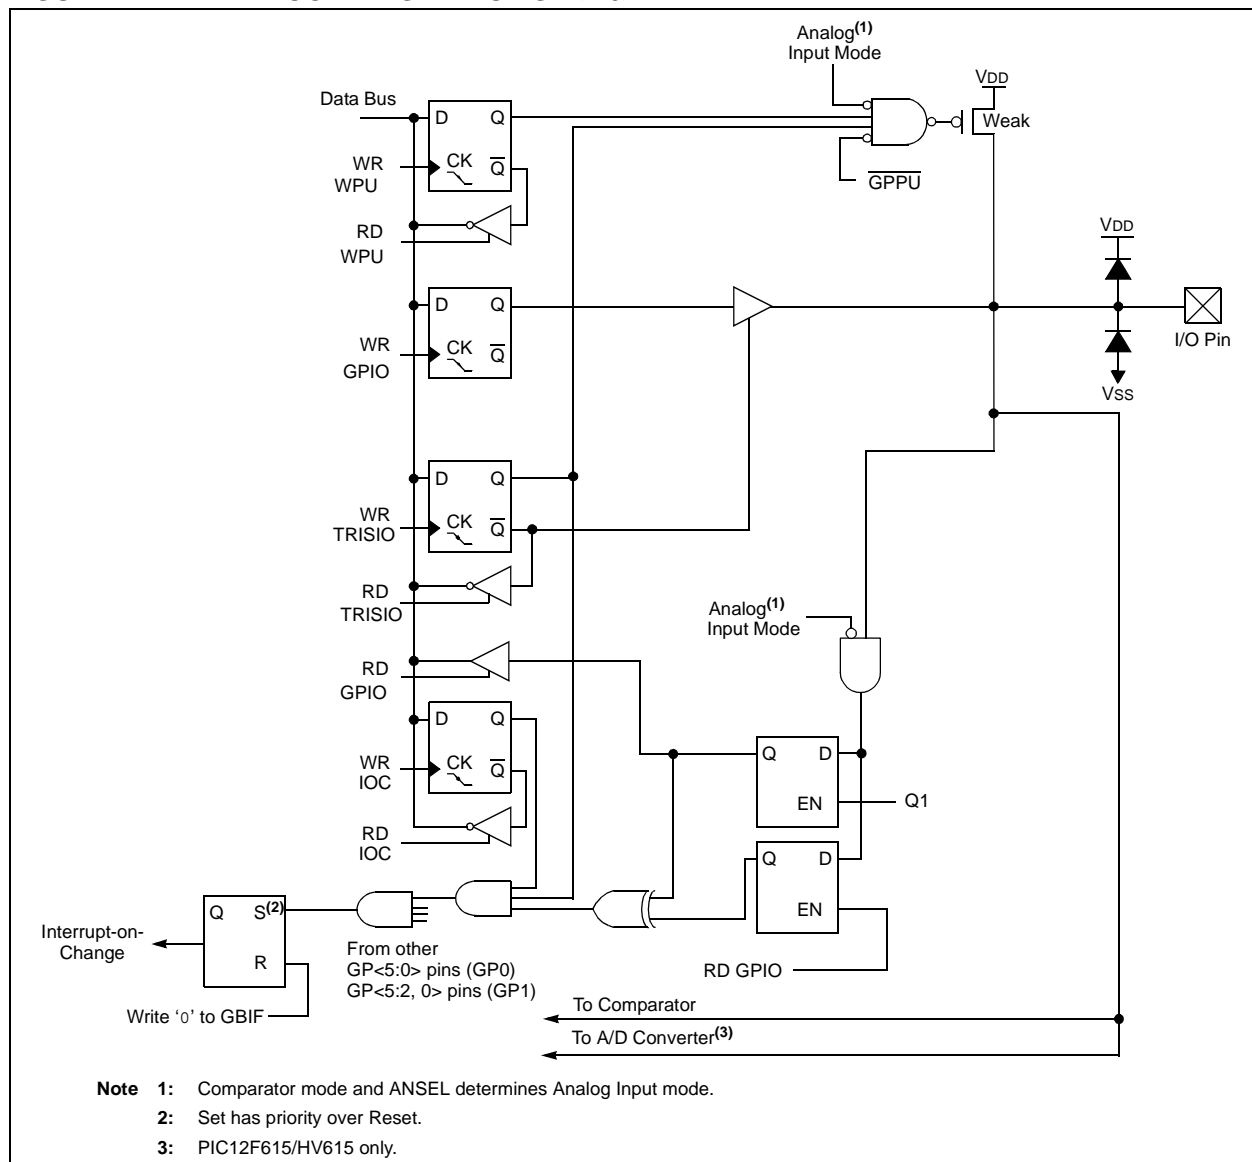 Analog(1)
Input Mode
VDD
Data Bus
D Q
Weak
WR
WPU
CK Q
GPPU
RD
WPU
VDD
D Q
WR
GPIO
CK Q
I/O Pin
VSS
D Q
WR
TRISIO
CK Q
RD
TRISIO
Analog(1)
Input Mode
RD
GPIO
D Q
WR
IOC
CK Q
Q D
EN
Q1
RD
IOC
Q D
EN
Q S(2)
R
Interrupt-on-
Change
From other
GP<5:0> pins (GP0)
GP<5:2, 0> pins (GP1)
RD GPIO
Write ‘0’ to GBIF
To Comparator
To A/D Converter(3)
Note 1: Comparator mode and ANSEL determines Analog Input mode.
2: Set has priority over Reset.
3: PIC12F615/HV615 only.